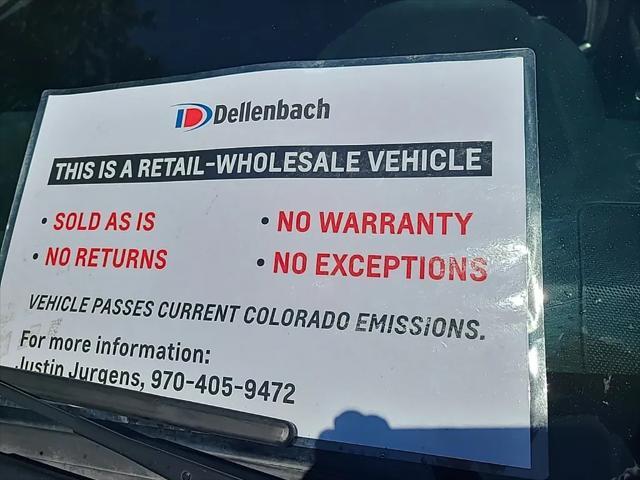 Dellenbach
THIS IS A RETAIL-WHOLESALE VEHICLE
• SOLD AS IS
• NO WARRANTY
• NO RETURNS
• NO EXCEPTIONS
VEHICLE PASSES CURRENT COLORADO EMISSIONS.
For more information:
Justin Jurgens, 970-405-9472